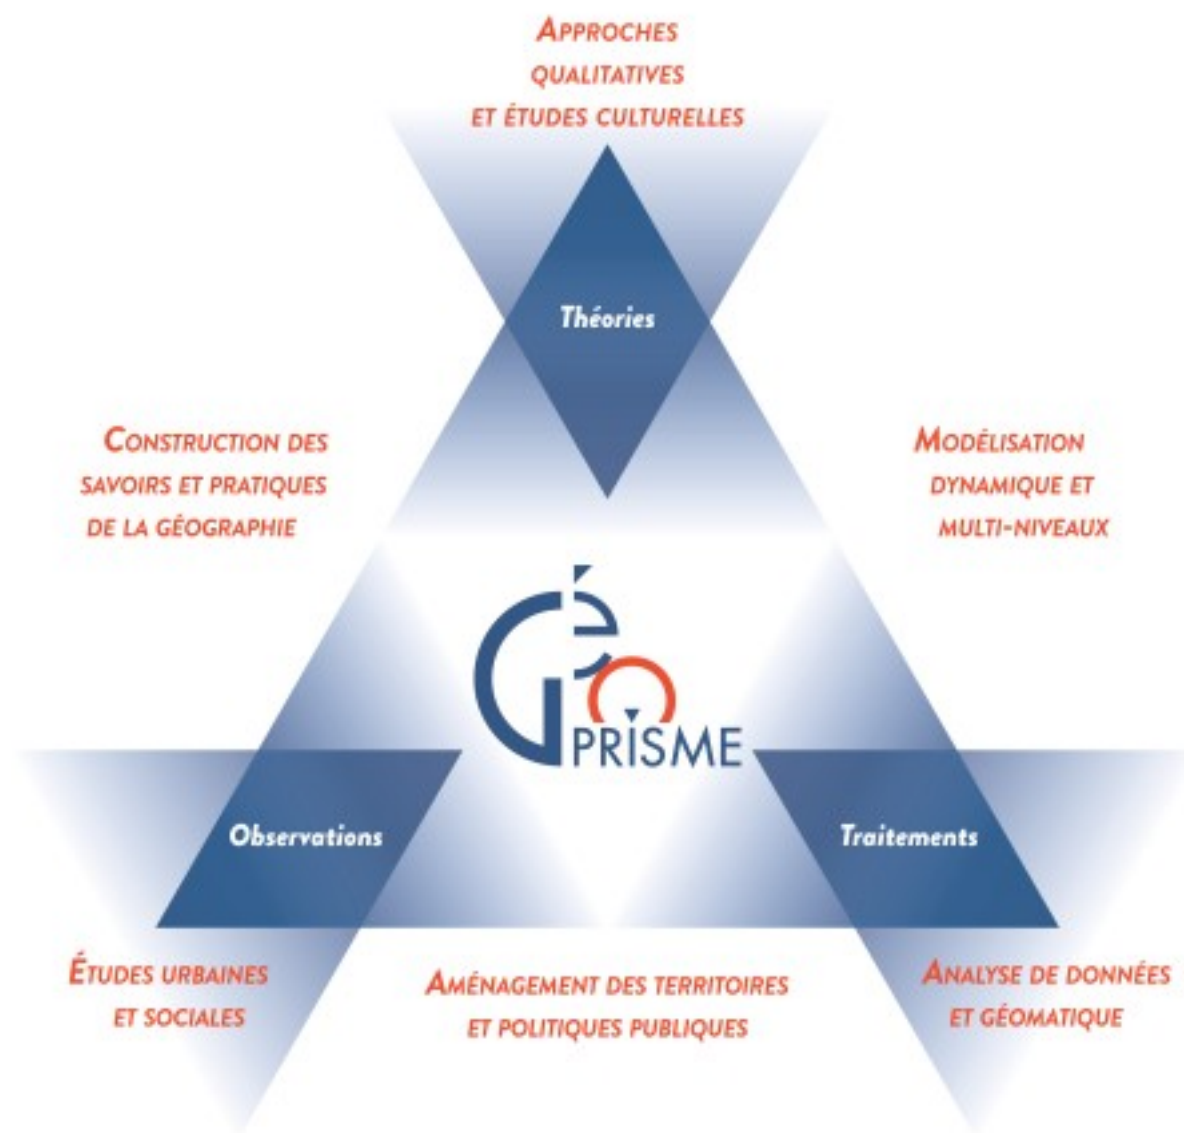 APPROCHES
QUALITATIVES
ET ÉTUDES CULTURELLES
Théories
CONSTRUCTION DES
SAVOIRS ET PRATIQUES
DE LA GÉOGRAPHIE
MODÉLISATION
DYNAMIQUE ET
MULTI-NIVEAUX
Géo
PRISME
Observations
Traitements
ÉTUDES URBAINES
ET SOCIALES
AMÉNAGEMENT DES TERRITOIRES
ET POLITIQUES PUBLIQUES
ANALYSE DE DONNÉES
ET GÉOMATIQUE